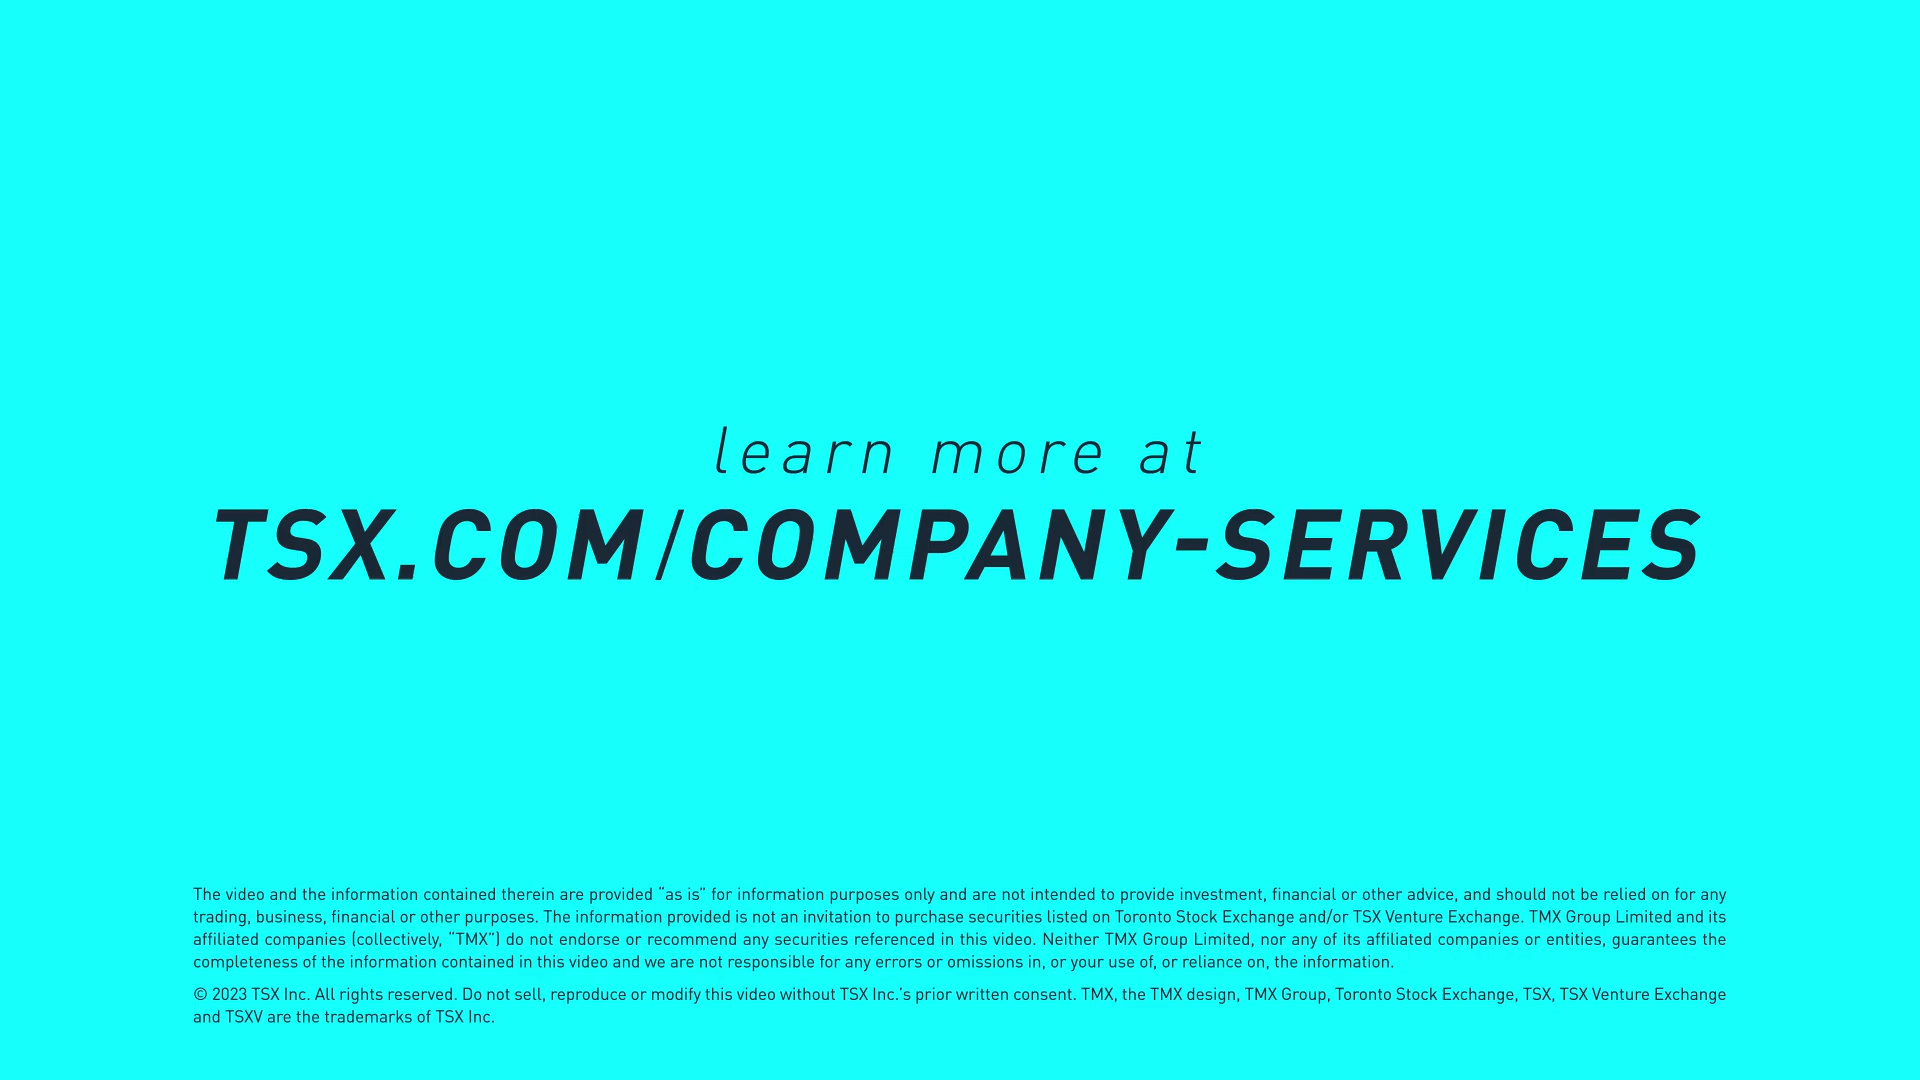 learn more at
TSX.COM/COMPANY-SERVICES
The video and the information contained therein are provided “as is” for information purposes only and are not intended to provide investment, financial or other advice, and should not be relied on for any
trading, business, financial or other purposes. The information provided is not an invitation to purchase securities listed on Toronto Stock Exchange and/or TSX Venture Exchange. TMX Group Limited and its
affiliated companies (collectively, “TMX”) do not endorse or recommend any securities referenced in this video. Neither TMX Group Limited, nor any of its affiliated companies or entities, guarantees the
completeness of the information contained in this video and we are not responsible for any errors or omissions in, or your use of, or reliance on, the information.
© 2023 TSX Inc. All rights reserved. Do not sell, reproduce or modify this video without TSX Inc.'s prior written consent. TMX, the TMX design, TMX Group, Toronto Stock Exchange, TSX, TSX Venture Exchange
and TSXV are the trademarks of TSX Inc.